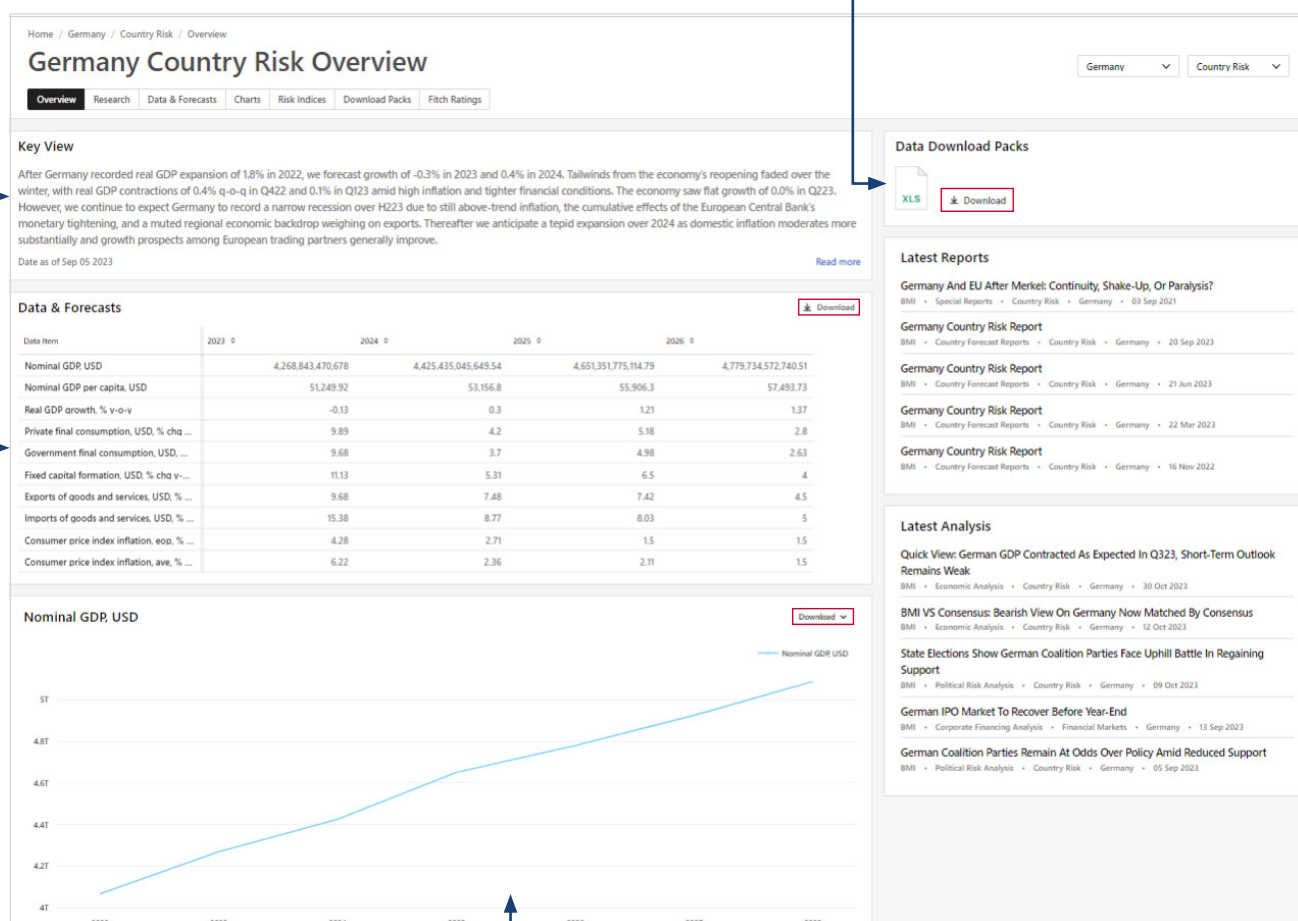 Home / Germany / Country Risk / Overview
Germany Country Risk Overview
Germany
Country Risk
Overview Research Data & Forecasts Charts Risk Indices Download Packs Fitch Ratings
Key View
After Germany recorded real GDP expansion of 1.8% in 2022, we forecast growth of -0.3% in 2023 and 0.4% in 2024. Tailwinds from the economy's reopening faded over the
winter, with real GDP contractions of 0.4% q-o-q in Q422 and 0.1% in Q123 amid high inflation and tighter financial conditions. The economy saw flat growth of 0.0% in Q223.
However, we continue to expect Germany to record a narrow recession over H223 due to still above-trend inflation, the cumulative effects of the European Central Bank's
monetary tightening, and a muted regional economic backdrop weighing on exports. Thereafter we anticipate a tepid expansion over 2024 as domestic inflation moderates more
substantially and growth prospects among European trading partners generally improve.
Date as of Sep 05 2023
Read more
Data & Forecasts
Download
Data Item 2023 2024 2025 2026
Nominal GDP, USD 4,268,843,470,678 4,425,435,045,649.54 4,651,351,775,114.79 4,779,734,572,740.51
Nominal GDP per capita, USD 51,249.92 53,156.8 55,906.3 57,493.73
Real GDP growth, % y-o-y -0.13 0.3 1.21 1.37
Private final consumption, USD, % chg ... 9.89 4.2 5.18 2.8
Government final consumption, USD, ... 9.68 3.7 4.98 2.63
Fixed capital formation, USD, % chg y-... 11.13 5.31 6.5 4
Exports of goods and services, USD, % ... 9.68 7.48 7.42 4.5
Imports of goods and services, USD, % ... 15.38 8.77 8.03 5
Consumer price index inflation, eop, % ... 4.28 2.71 1.5 1.5
Consumer price index inflation, ave, % ... 6.22 2.36 2.11 1.5
Nominal GDP, USD
Download
Nominal GDP, USD
5T
4.8T
4.6T
4.4T
4.2T
4T
Data Download Packs
XLS
Download
Latest Reports
Germany And EU After Merkel: Continuity, Shake-Up, Or Paralysis?
BMI • Special Reports • Country Risk • Germany • 03 Sep 2021
Germany Country Risk Report
BMI • Country Forecast Reports • Country Risk • Germany • 20 Sep 2023
Germany Country Risk Report
BMI • Country Forecast Reports • Country Risk • Germany • 21 Jun 2023
Germany Country Risk Report
BMI • Country Forecast Reports • Country Risk • Germany • 22 Mar 2023
Germany Country Risk Report
BMI • Country Forecast Reports • Country Risk • Germany • 16 Nov 2022
Latest Analysis
Quick View: German GDP Contracted As Expected In Q323, Short-Term Outlook
Remains Weak
BMI • Economic Analysis • Country Risk • Germany • 30 Oct 2023
BMI VS Consensus: Bearish View On Germany Now Matched By Consensus
BMI • Economic Analysis • Country Risk • Germany • 12 Oct 2023
State Elections Show German Coalition Parties Face Uphill Battle In Regaining
Support
BMI • Political Risk Analysis • Country Risk • Germany • 09 Oct 2023
German IPO Market To Recover Before Year-End
BMI • Corporate Financing Analysis • Financial Markets • Germany • 13 Sep 2023
German Coalition Parties Remain At Odds Over Policy Amid Reduced Support
BMI • Political Risk Analysis • Country Risk • Germany • 05 Sep 2023